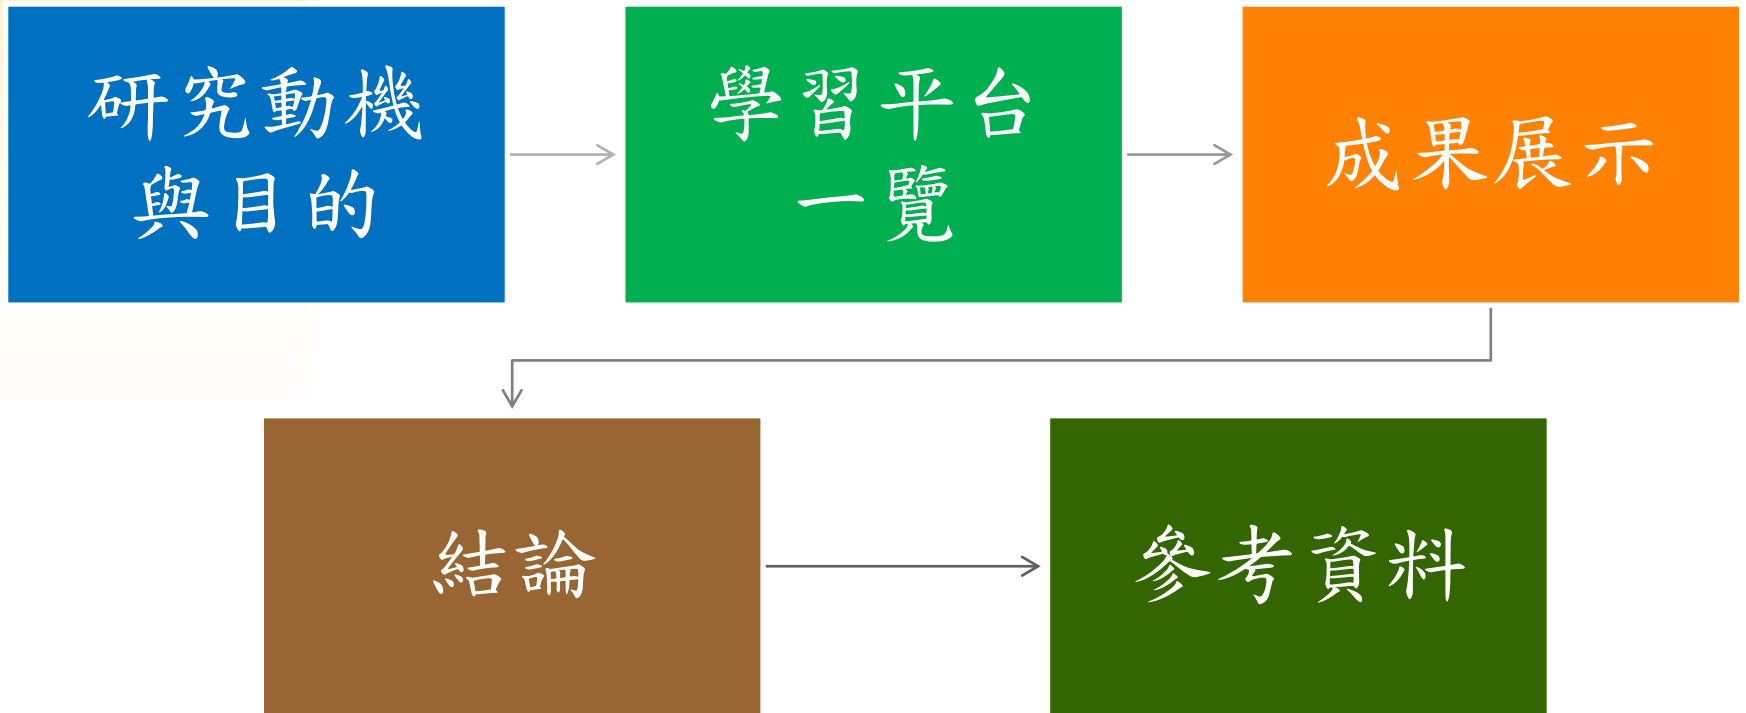 研究動機
與目的
學習平台
一覽
成果展示
結論
參考資料